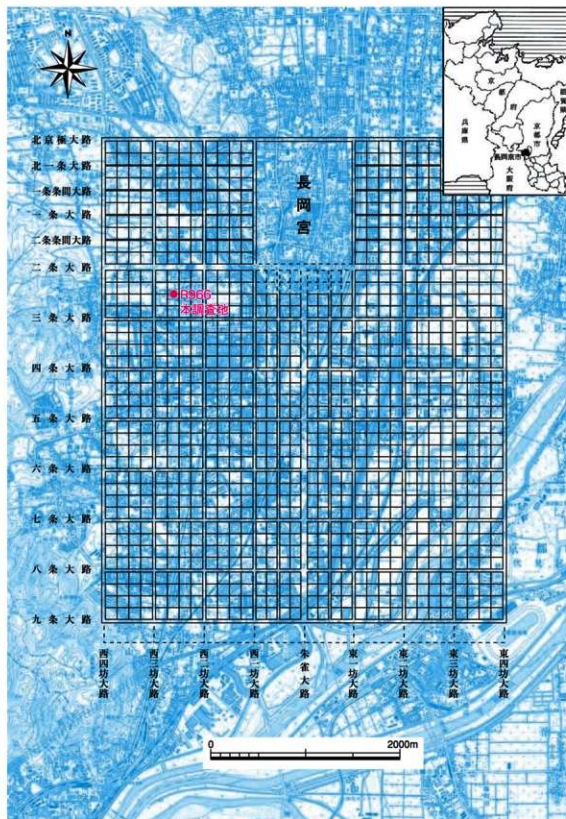 N
京都府
滋賀県
兵庫県
京都市
長岡京市
大阪府
北京極大路
北一条大路
一条条間大路
一条大路
二条条間大路
二条大路
三条大路
四条大路
五条大路
六条大路
七条大路
八条大路
九条大路
長岡宮
R966
本調査地
西四坊大路
西三坊大路
西二坊大路
西一坊大路
朱雀大路
東一坊大路
東二坊大路
東三坊大路
東四坊大路
0
2000m